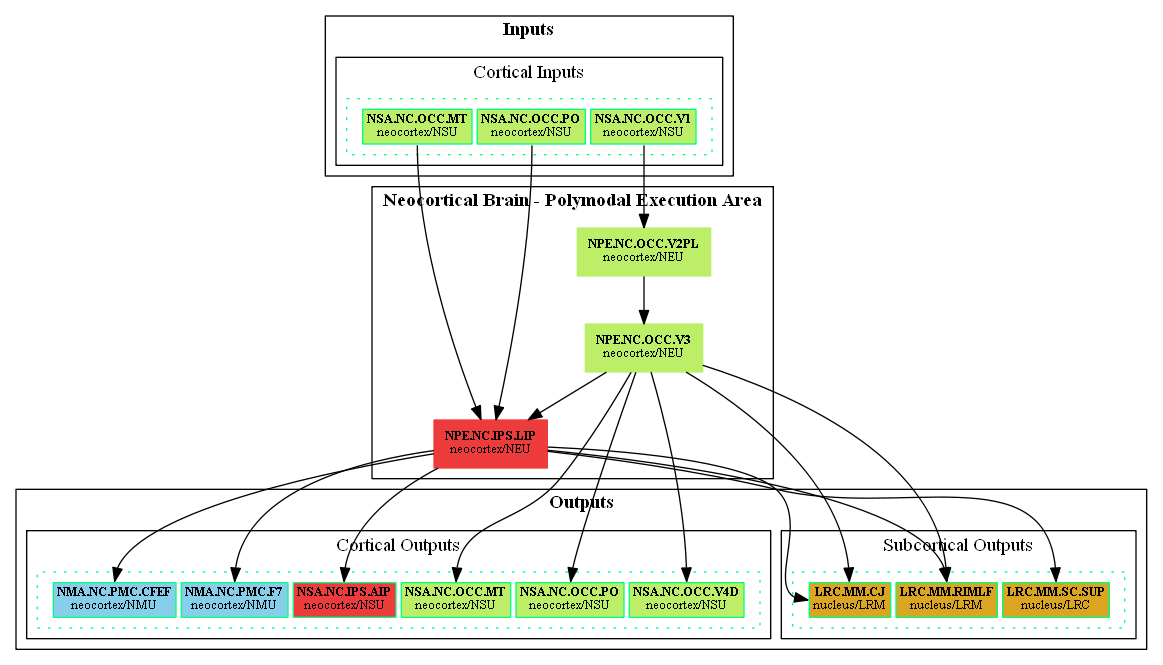 Inputs
Cortical Inputs
NSA.NC.OCC.MT
neocortex/NSU
NSA.NC.OCC.PO
neocortex/NSU
NSA.NC.OCC.V1
neocortex/NSU
Neocortical Brain - Polymodal Execution Area
NPE.NC.OCC.V2PL
neocortex/NEU
NPE.NC.OCC.V3
neocortex/NEU
NPE.NC.IPS.LIP
neocortex/NEU
Outputs
Cortical Outputs
NMA.NC.PMC.CFEF
neocortex/NMU
NMA.NC.PMC.F7
neocortex/NMU
NSA.NC.IPS.AIP
neocortex/NSU
NSA.NC.OCC.MT
neocortex/NSU
NSA.NC.OCC.PO
neocortex/NSU
NSA.NC.OCC.V4D
neocortex/NSU
Subcortical Outputs
LRC.MM.CJ
nucleus/LRM
LRC.MM.RIMLF
nucleus/LRM
LRC.MM.SC.SUP
nucleus/LRC